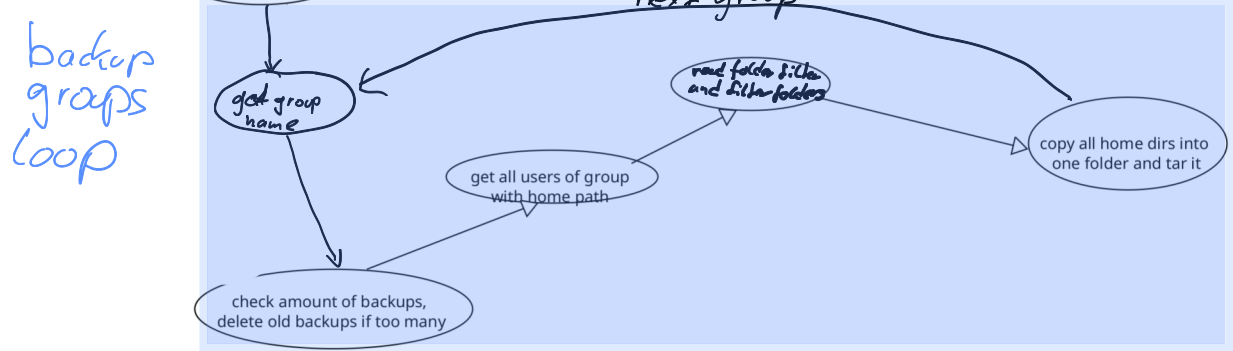 next group
backup
groups
loop
get group
name
read folder filter
and filter folders
copy all home dirs into
one folder and tar it
get all users of group
with home path
check amount of backups,
delete old backups if too many